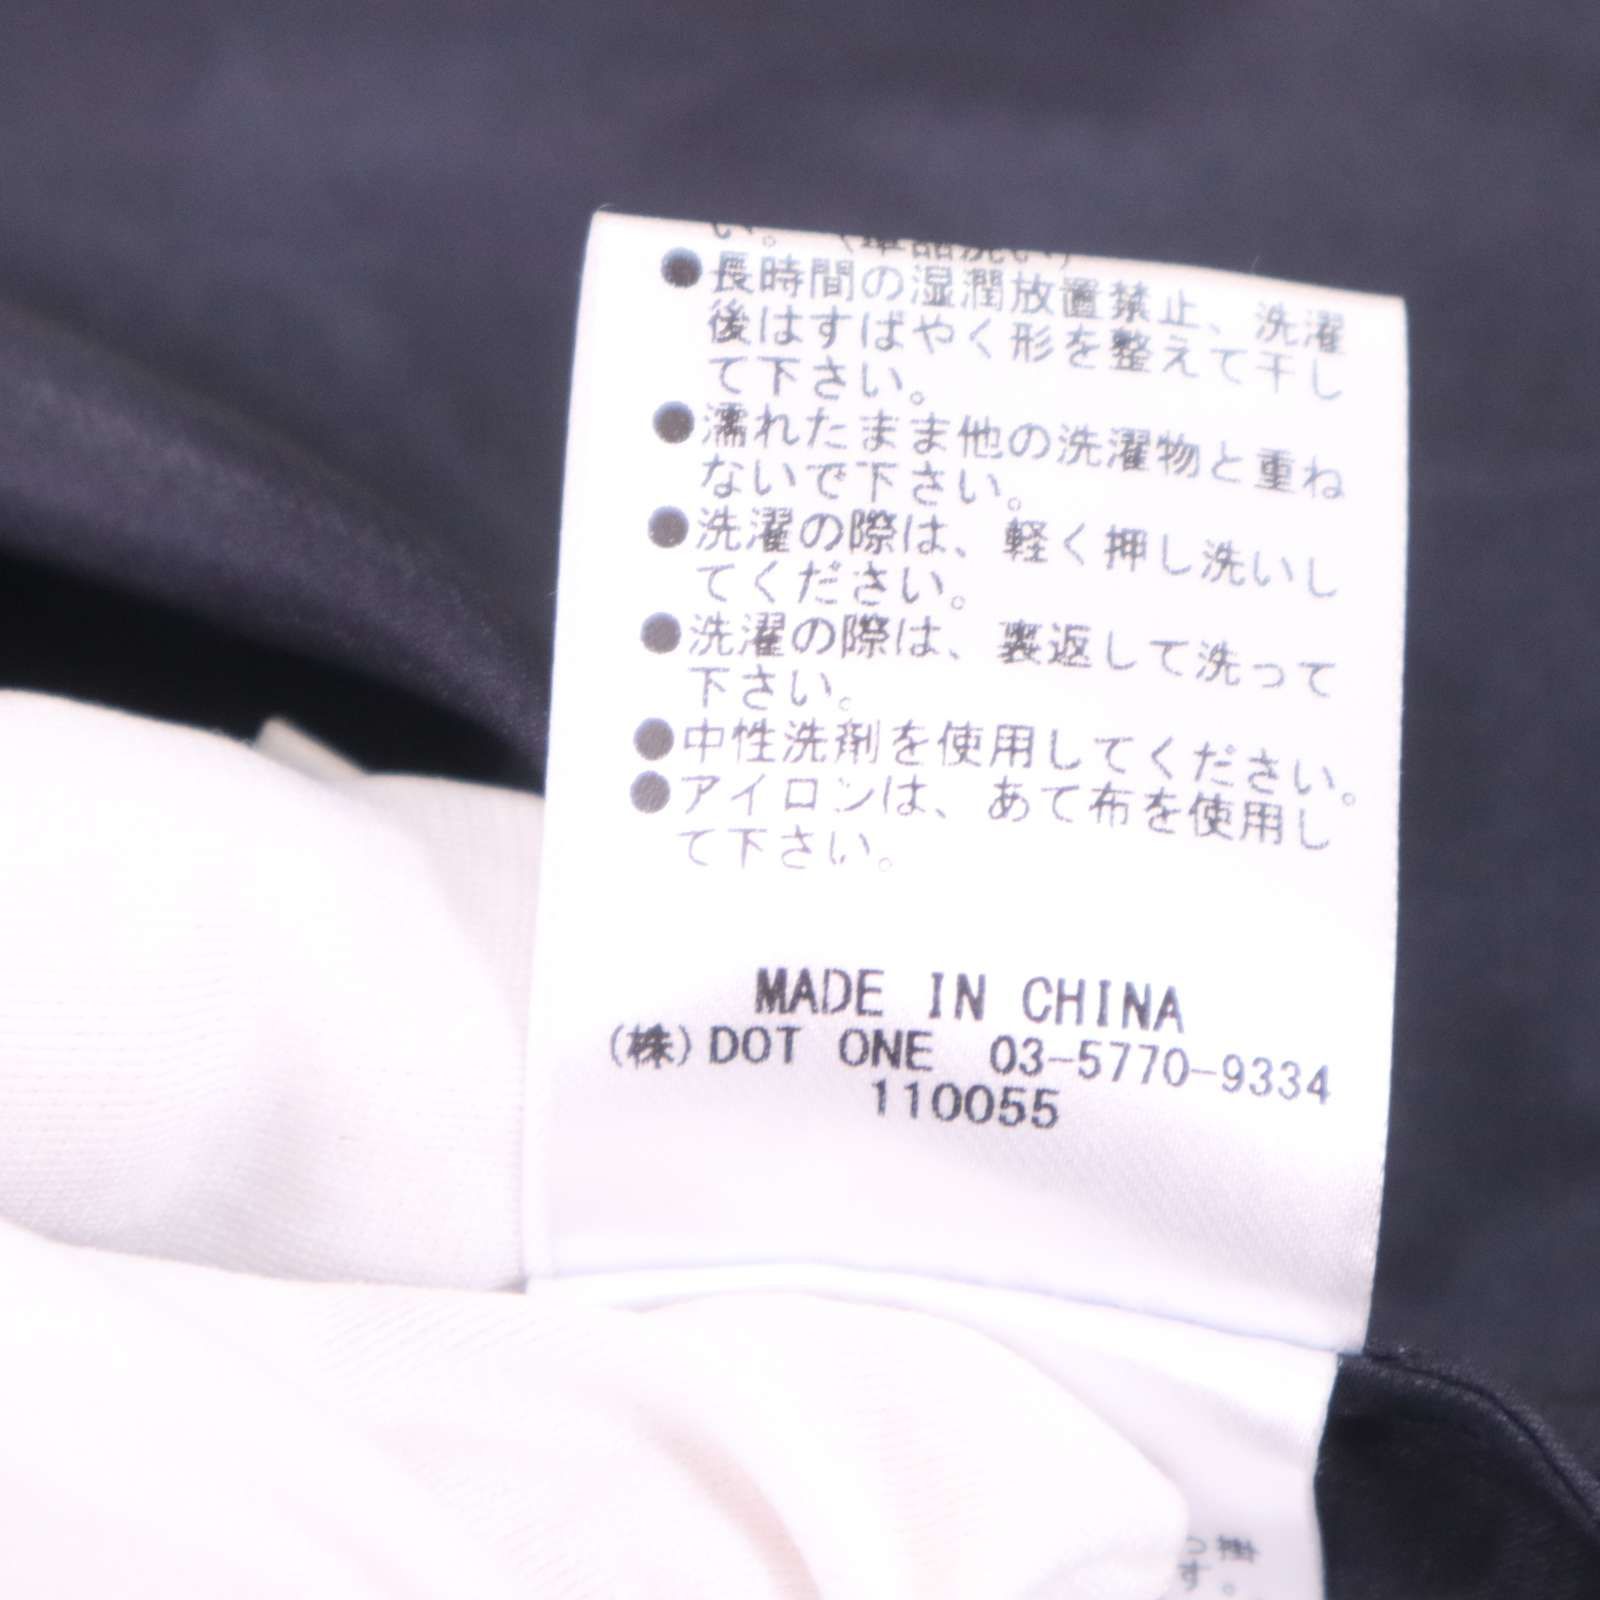 い。（単品洗い）
●長時間の湿潤放置禁止、洗濯
後はすばやく形を整えて干し
て下さい。
●濡れたまま他の洗濯物と重ね
ないで下さい。
●洗濯の際は、軽く押し洗いし
てください。
●洗濯の際は、裏返して洗って
下さい。
●中性洗剤を使用してください。
●アイロンは、あて布を使用し
て下さい。
MADE IN CHINA
(株)DOT ONE 03-5770-9334
110055
す。